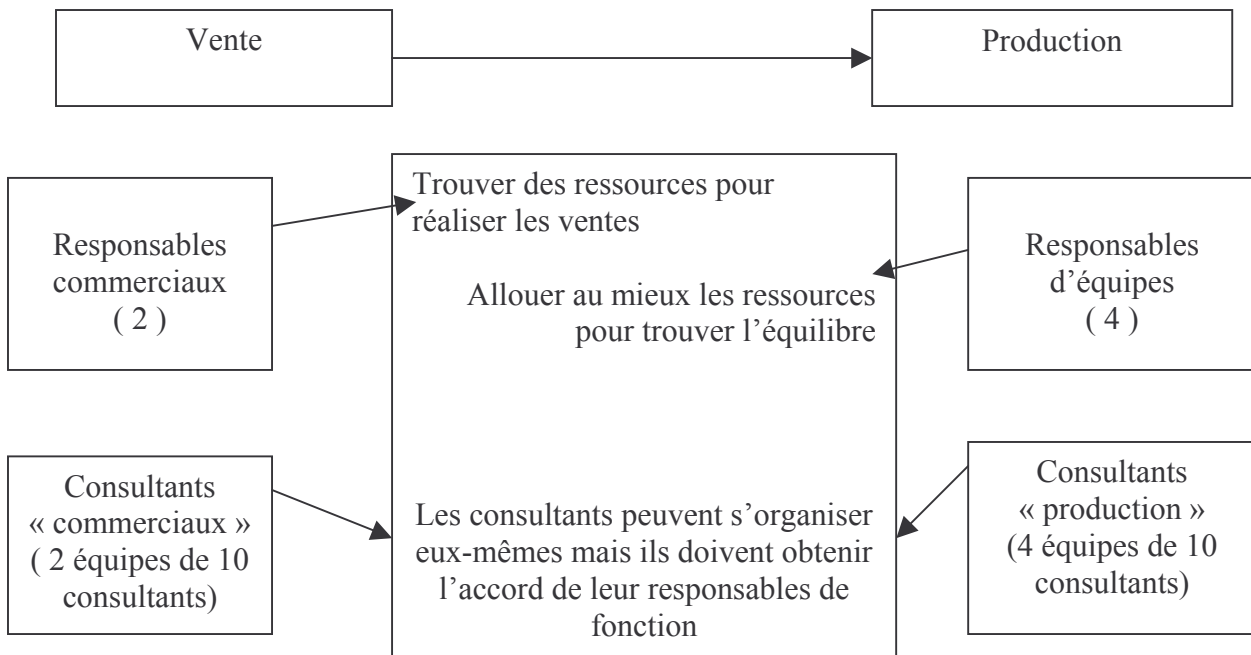 Vente
Production
Trouver des ressources pour
réaliser les ventes
Responsables
commerciaux
( 2 )
Responsables
d’équipes
( 4 )
Allouer au mieux les ressources
pour trouver l’équilibre
Consultants
« commerciaux »
( 2 équipes de 10
consultants)
Les consultants peuvent s’organiser
eux-mêmes mais ils doivent obtenir
l’accord de leur responsables de
fonction
Consultants
« production »
(4 équipes de 10
consultants)